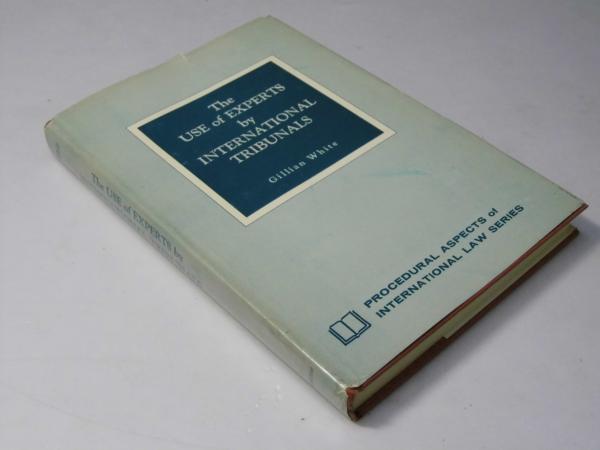 The
USE of EXPERTS
by
INTERNATIONAL
TRIBUNALS
Gillian White
PROCEDURAL ASPECTS of
INTERNATIONAL LAW SERIES
The USE of EXPERTS by